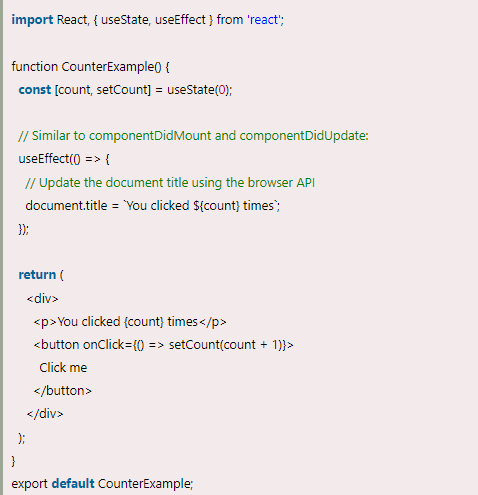 import React, { useState, useEffect } from 'react';
function CounterExample() {
const [count, setCount] = useState(0);
// Similar to componentDidMount and componentDidUpdate:
useEffect(() => {
// Update the document title using the browser API
document.title = `You clicked ${count} times`;
});
return (
<div>
<p>You clicked {count} times</p>
<button onClick={() => setCount(count + 1)}>
Click me
</button>
</div>
);
}
export default CounterExample;